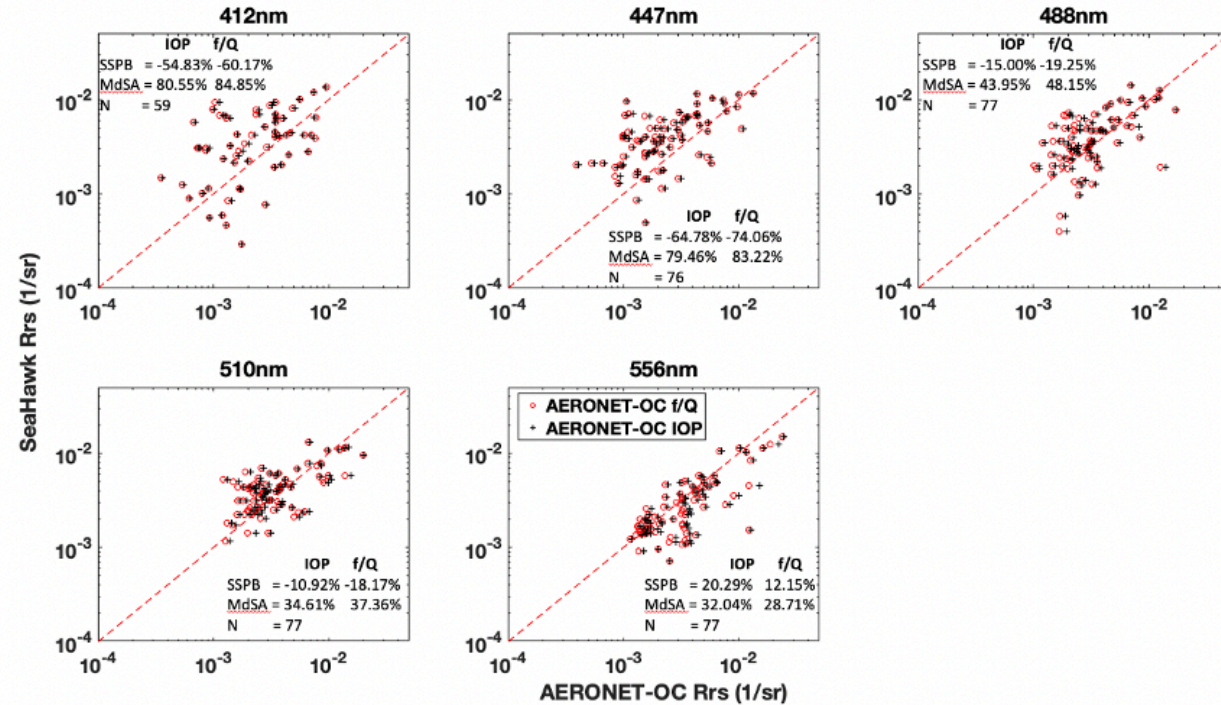 412nm
IOP f/Q
SSPB = -54.83% -60.17%
MdSA = 80.55% 84.85%
N = 59
10-2
10-3
10-4
10-4 10-3 10-2
447nm
10-2
10-3
10-4
IOP f/Q
SSPB = -64.78% -74.06%
MdSA = 79.46% 83.22%
N = 76
10-4 10-3 10-2
488nm
IOP f/Q
SSPB = -15.00% -19.25%
MdSA = 43.95% 48.15%
N = 77
10-2
10-3
10-4
10-4 10-3 10-2
SeaHawk Rrs (1/sr)
510nm
10-2
10-3
10-4
IOP f/Q
SSPB = -10.92% -18.17%
MdSA = 34.61% 37.36%
N = 77
10-4 10-3 10-2
556nm
AERONET-OC f/Q
AERONET-OC IOP
10-2
10-3
10-4
IOP f/Q
SSPB = 20.29% 12.15%
MdSA = 32.04% 28.71%
N = 77
10-4 10-3 10-2
AERONET-OC Rrs (1/sr)